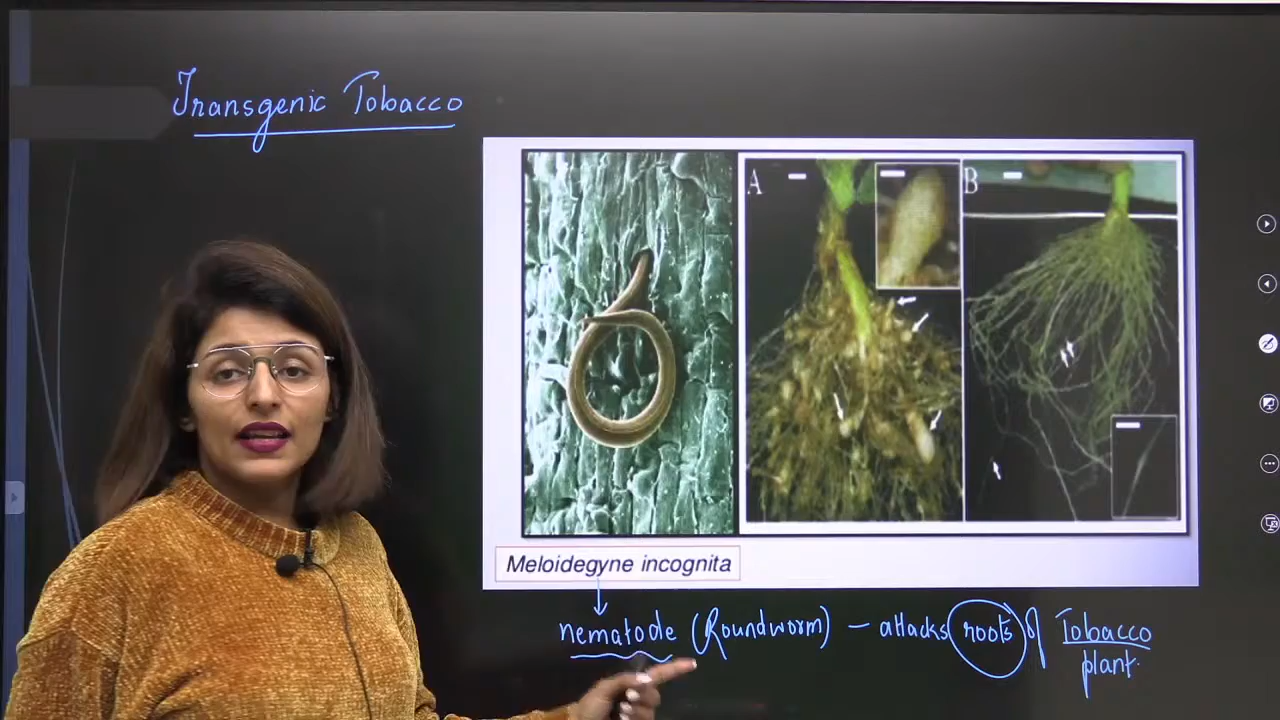 Transgenic Tobacco
A
B
Meloidegyne incognita
nematode (Roundworm) – attacks roots of Tobacco
plant.